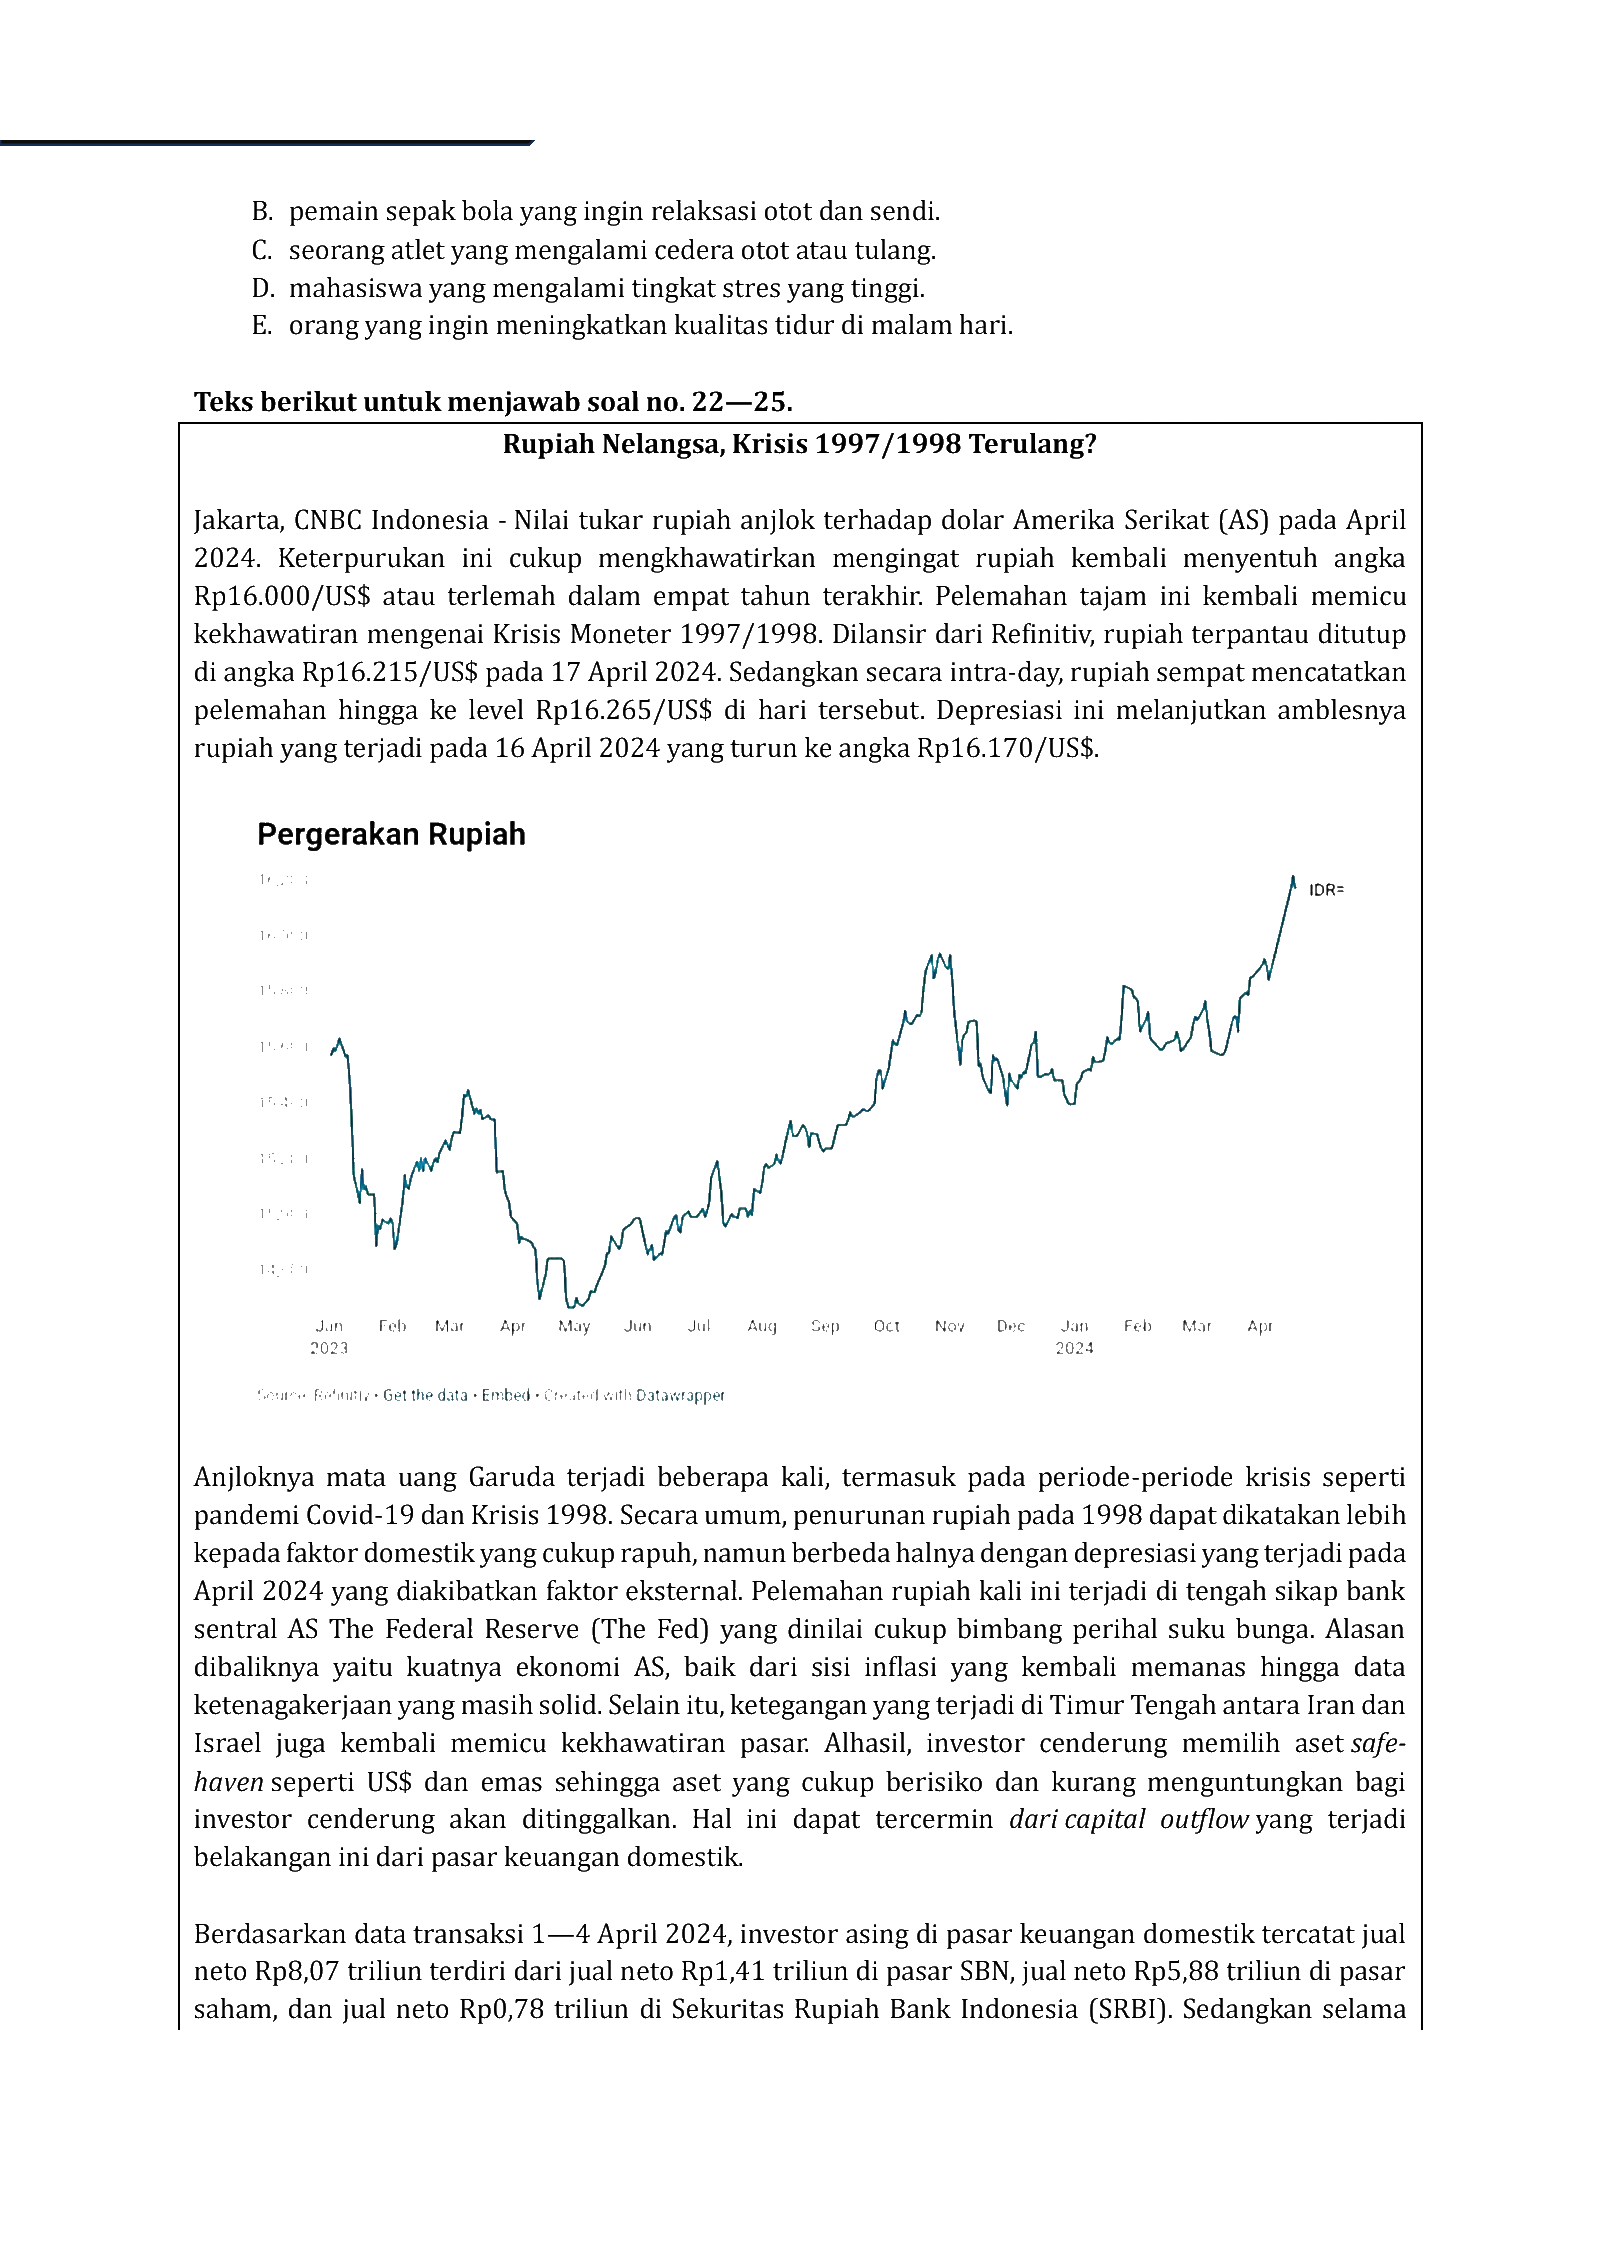 B. pemain sepak bola yang ingin relaksasi otot dan sendi.
C. seorang atlet yang mengalami cedera otot atau tulang.
D. mahasiswa yang mengalami tingkat stres yang tinggi.
E. orang yang ingin meningkatkan kualitas tidur di malam hari.
Teks berikut untuk menjawab soal no. 22—25.
Rupiah Nelangsa, Krisis 1997/1998 Terulang?
Jakarta, CNBC Indonesia - Nilai tukar rupiah anjlok terhadap dolar Amerika Serikat (AS) pada April
2024. Keterpurukan ini cukup mengkhawatirkan mengingat rupiah kembali menyentuh angka
Rp16.000/US$ atau terlemah dalam empat tahun terakhir. Pelemahan tajam ini kembali memicu
kekhawatiran mengenai Krisis Moneter 1997/1998. Dilansir dari Refinitiv, rupiah terpantau ditutup
di angka Rp16.215/US$ pada 17 April 2024. Sedangkan secara intra-day, rupiah sempat mencatatkan
pelemahan hingga ke level Rp16.265/US$ di hari tersebut. Depresiasi ini melanjutkan amblesnya
rupiah yang terjadi pada 16 April 2024 yang turun ke angka Rp16.170/US$.
Pergerakan Rupiah
IDR=
Jan Feb Mar Apr May Jun Jul Aug Sep Oct Nov Dec Jan Feb Mar Apr
2023 2024
Source: Refinitiv • Get the data • Embed • Created with Datawrapper
Anjloknya mata uang Garuda terjadi beberapa kali, termasuk pada periode-periode krisis seperti
pandemi Covid-19 dan Krisis 1998. Secara umum, penurunan rupiah pada 1998 dapat dikatakan lebih
kepada faktor domestik yang cukup rapuh, namun berbeda halnya dengan depresiasi yang terjadi pada
April 2024 yang diakibatkan faktor eksternal. Pelemahan rupiah kali ini terjadi di tengah sikap bank
sentral AS The Federal Reserve (The Fed) yang dinilai cukup bimbang perihal suku bunga. Alasan
dibaliknya yaitu kuatnya ekonomi AS, baik dari sisi inflasi yang kembali memanas hingga data
ketenagakerjaan yang masih solid. Selain itu, ketegangan yang terjadi di Timur Tengah antara Iran dan
Israel juga kembali memicu kekhawatiran pasar. Alhasil, investor cenderung memilih aset safe-
haven seperti US$ dan emas sehingga aset yang cukup berisiko dan kurang menguntungkan bagi
investor cenderung akan ditinggalkan. Hal ini dapat tercermin dari capital outflow yang terjadi
belakangan ini dari pasar keuangan domestik.
Berdasarkan data transaksi 1—4 April 2024, investor asing di pasar keuangan domestik tercatat jual
neto Rp8,07 triliun terdiri dari jual neto Rp1,41 triliun di pasar SBN, jual neto Rp5,88 triliun di pasar
saham, dan jual neto Rp0,78 triliun di Sekuritas Rupiah Bank Indonesia (SRBI). Sedangkan selama